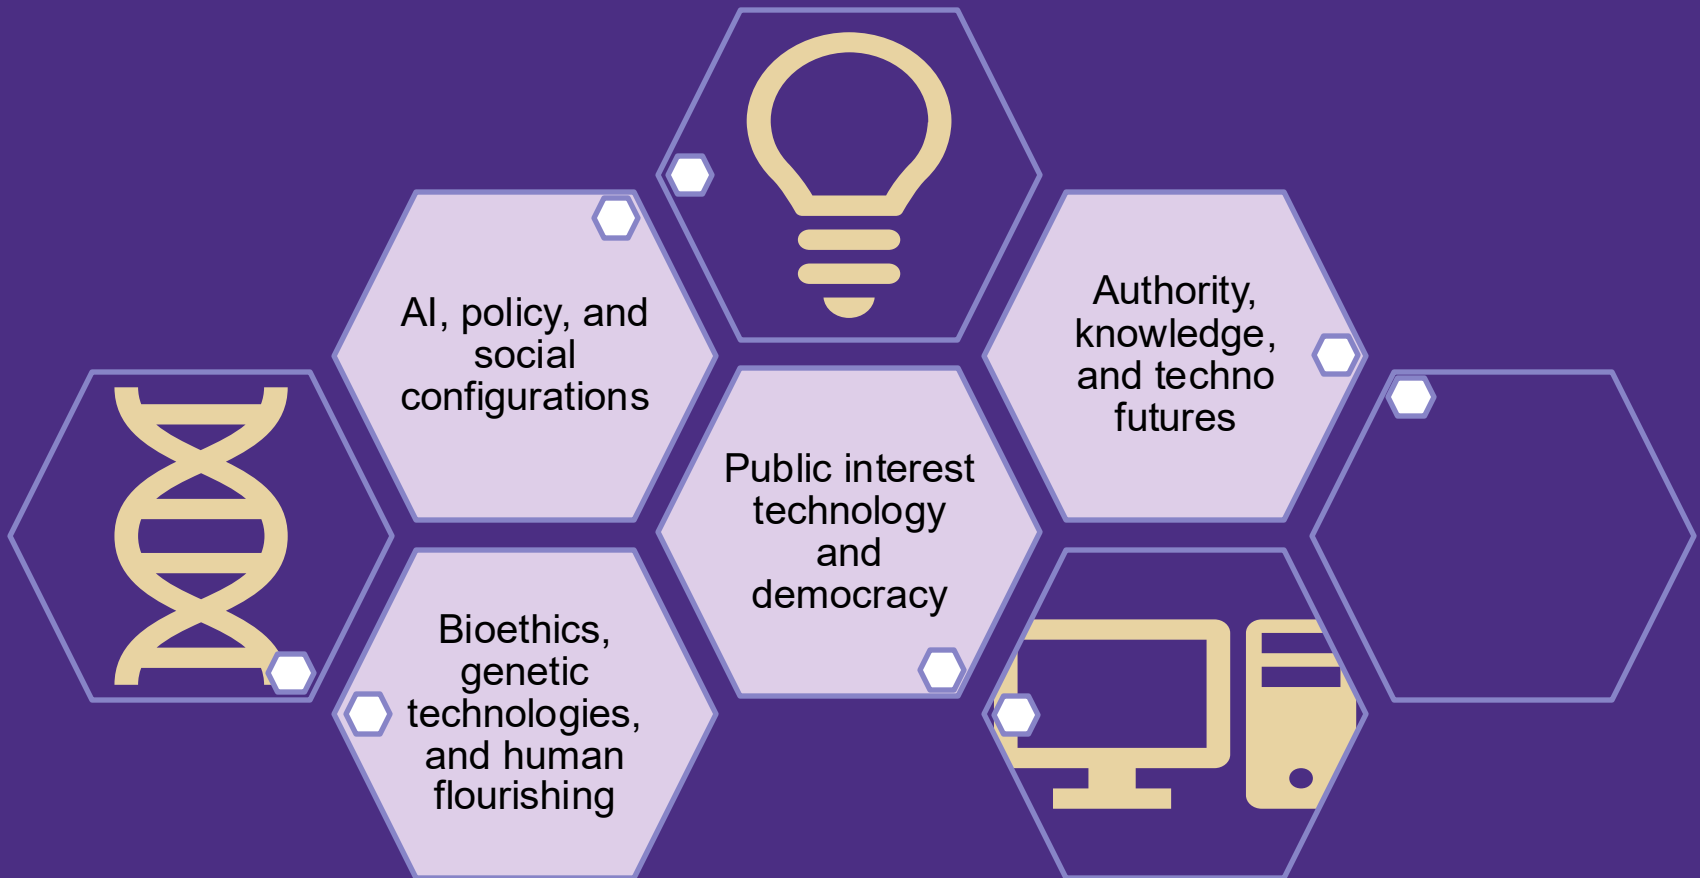 AI, policy, and
social
configurations
Authority,
knowledge,
and techno
futures
Public interest
technology
and
democracy
Bioethics,
genetic
technologies,
and human
flourishing